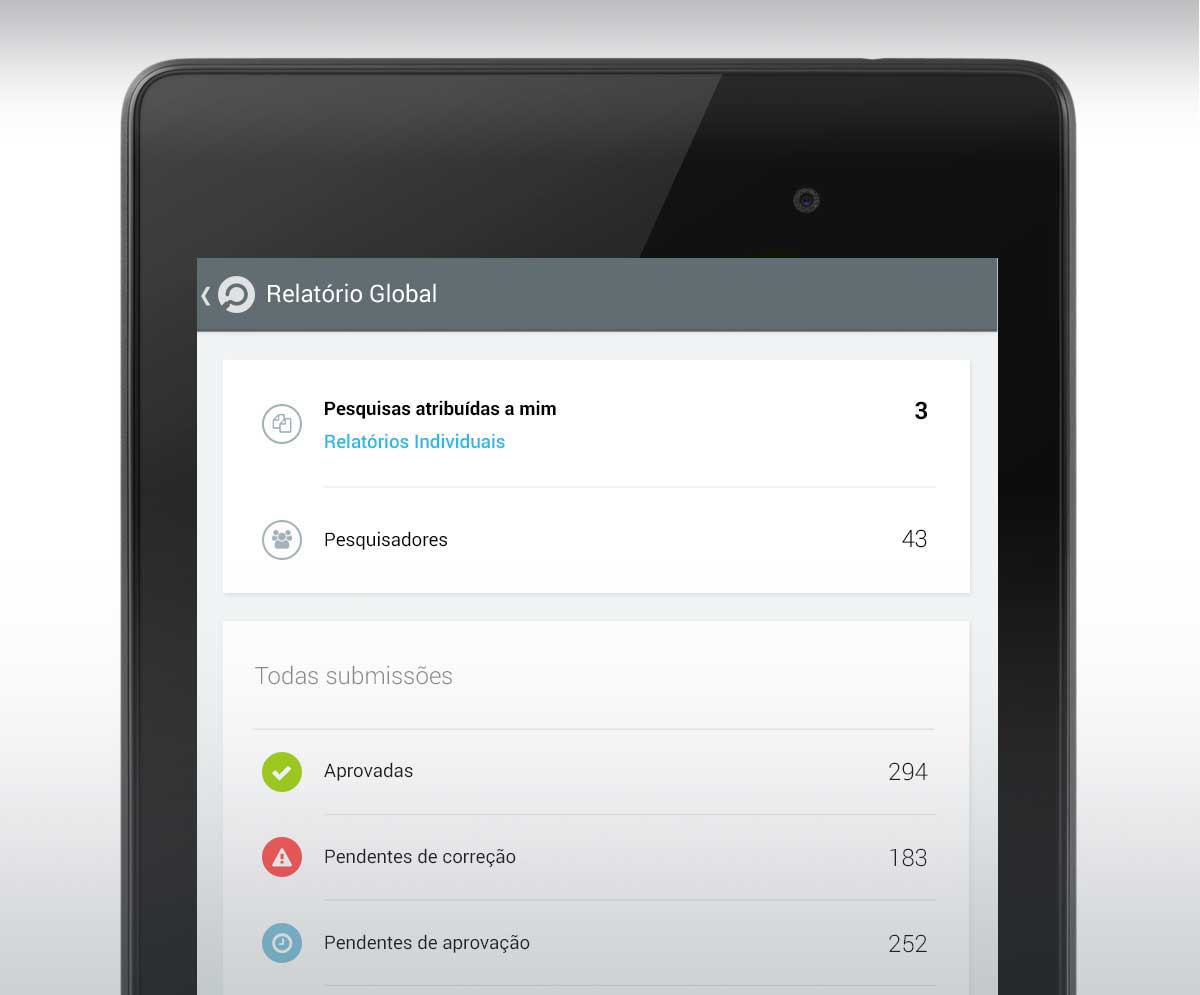 Relatório Global
Pesquisas atribuídas a mim 3
Relatórios Individuais
Pesquisadores 43
Todas submissões
Aprovadas 294
Pendentes de correção 183
Pendentes de aprovação 252